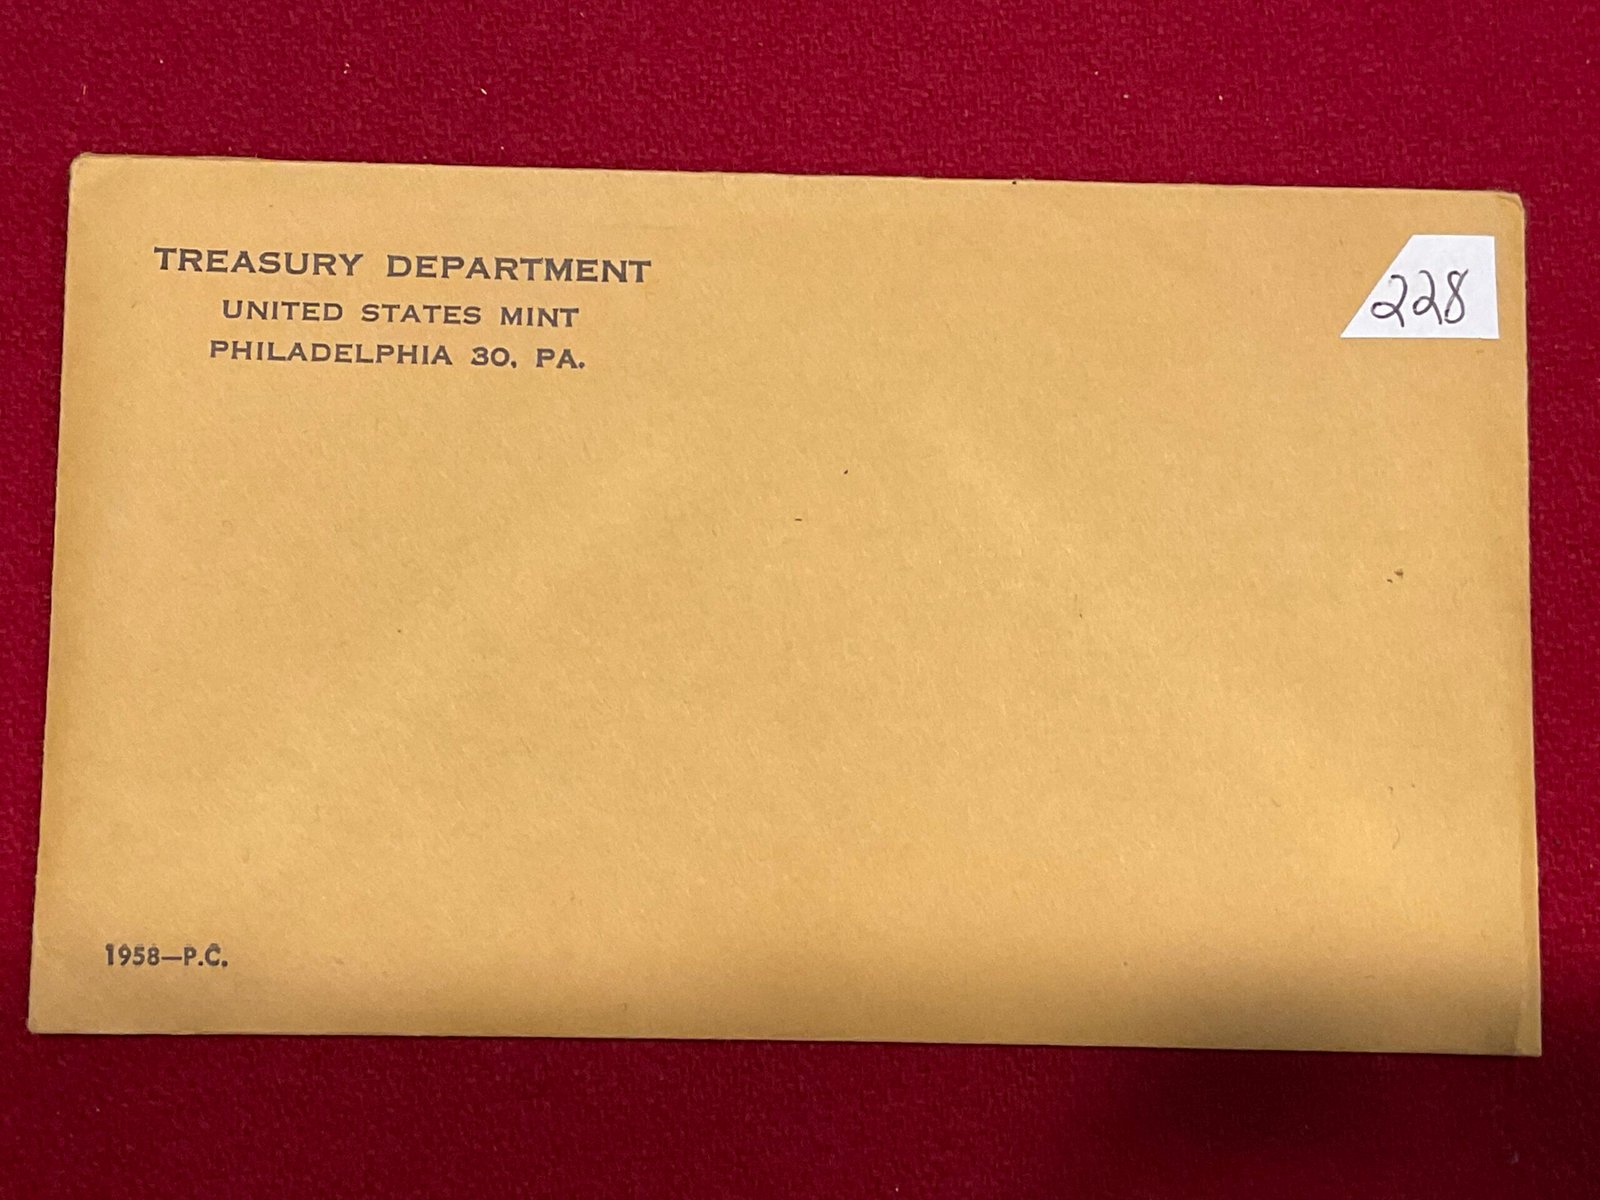 TREASURY DEPARTMENT
UNITED STATES MINT
PHILADELPHIA 30, PA.
228
1958—P.C.